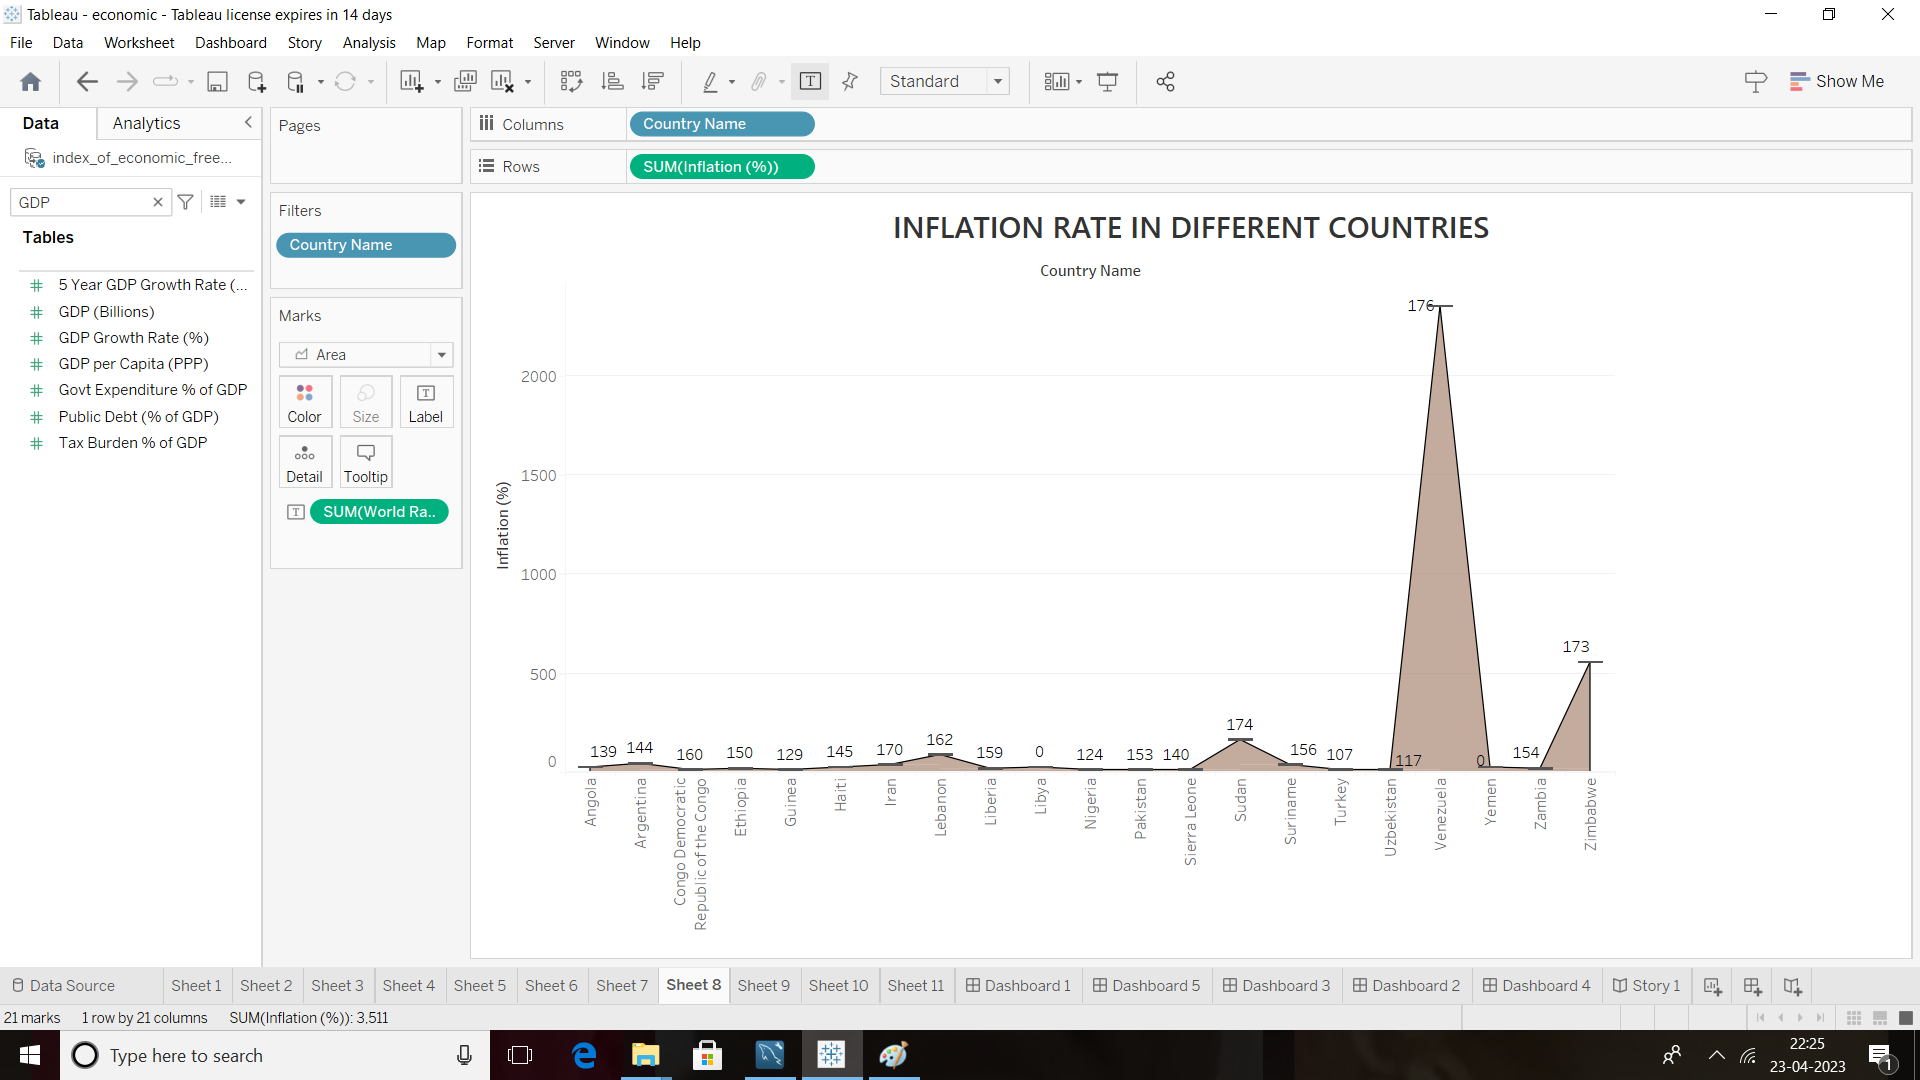 Tableau - economic - Tableau license expires in 14 days
File Data Worksheet Dashboard Story Analysis Map Format Server Window Help
Standard
Show Me
Data Analytics
index_of_economic_free...
GDP
Tables
5 Year GDP Growth Rate (...
GDP (Billions)
GDP Growth Rate (%)
GDP per Capita (PPP)
Govt Expenditure % of GDP
Public Debt (% of GDP)
Tax Burden % of GDP
Pages
Filters
Country Name
Marks
Area
Color Size Label
Detail Tooltip
SUM(World Ra..
Columns Country Name
Rows SUM(Inflation (%))
INFLATION RATE IN DIFFERENT COUNTRIES
Country Name
Inflation (%)
2000
1500
1000
500
0
139 144 160 150 129 145 170 162 159 0 124 153 140 174 156 107 117 176 0 154 173
Angola
Argentina
Congo Democratic
Republic of the Congo
Ethiopia
Guinea
Haiti
Iran
Lebanon
Liberia
Libya
Nigeria
Pakistan
Sierra Leone
Sudan
Suriname
Turkey
Uzbekistan
Venezuela
Yemen
Zambia
Zimbabwe
Data Source Sheet 1 Sheet 2 Sheet 3 Sheet 4 Sheet 5 Sheet 6 Sheet 7 Sheet 8 Sheet 9 Sheet 10 Sheet 11 Dashboard 1 Dashboard 5 Dashboard 3 Dashboard 2 Dashboard 4 Story 1
21 marks 1 row by 21 columns SUM(Inflation (%)): 3,511
Type here to search
22:25
23-04-2023
1